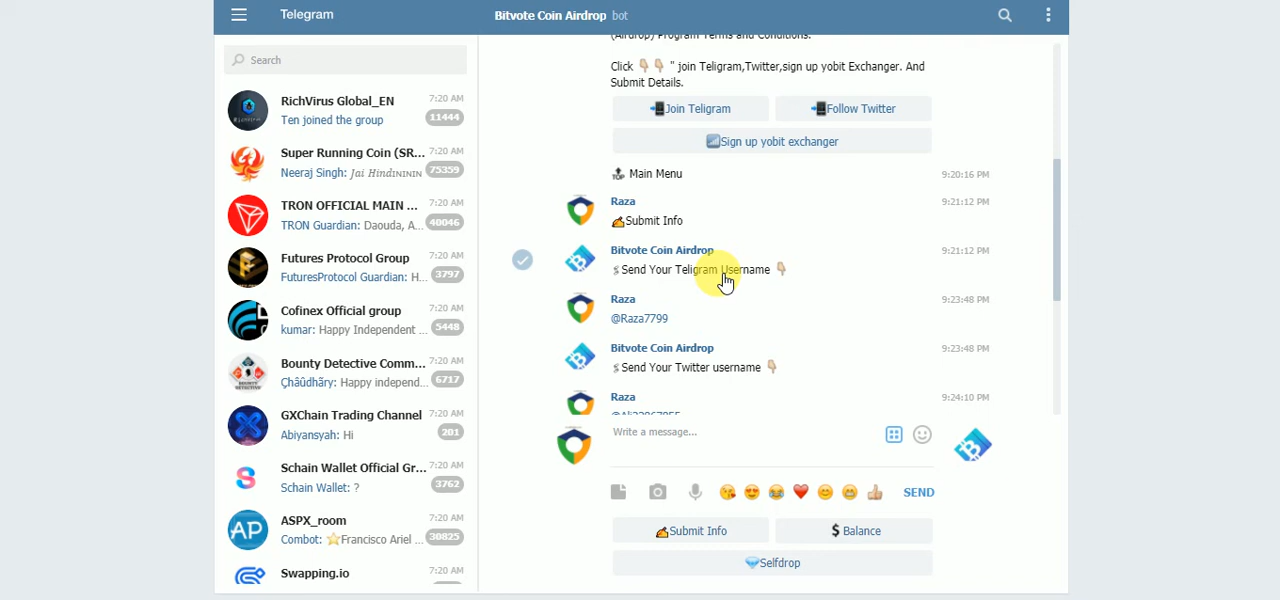 Telegram
Bitvote Coin Airdrop bot
Search
RichVirus Global_EN 7:20 AM
Ten joined the group 11444
Super Running Coin (SR... 7:20 AM
Neeraj Singh: Jai Hindɪɴɪɴɪɴ 75359
TRON OFFICIAL MAIN ... 7:20 AM
TRON Guardian: Daouda, A... 40046
Futures Protocol Group 7:20 AM
FuturesProtocol Guardian: H... 3797
Cofinex Official group 7:20 AM
kumar: Happy Independent ... 5448
Bounty Detective Comm... 7:20 AM
Çhâûdhãry: Happy independ... 6717
GXChain Trading Channel 7:20 AM
Abiyansyah: Hi 201
Schain Wallet Official Gr... 7:20 AM
Schain Wallet: ? 3762
AP
ASPX_room 7:20 AM
Combot: ⭐Francisco Ariel ... 30825
Swapping.io 7:20 AM
(Airdrop) Program Terms and Conditions.
Click 👇🏼👇🏼 " join Teligram,Twitter,sign up yobit Exchanger. And
Submit Details.
📲Join Teligram 📲Follow Twitter
Sign up yobit exchanger
Main Menu 9:20:16 PM
Raza 9:21:12 PM
✍Submit Info
Bitvote Coin Airdrop 9:21:12 PM
Send Your Teligram Username 👇🏼
Raza 9:23:48 PM
@Raza7799
Bitvote Coin Airdrop 9:23:48 PM
Send Your Twitter username 👇🏼
Raza 9:24:10 PM
Write a message...
😘😍😂❤😊😁👍🏼 SEND
✍Submit Info $ Balance
💎Selfdrop